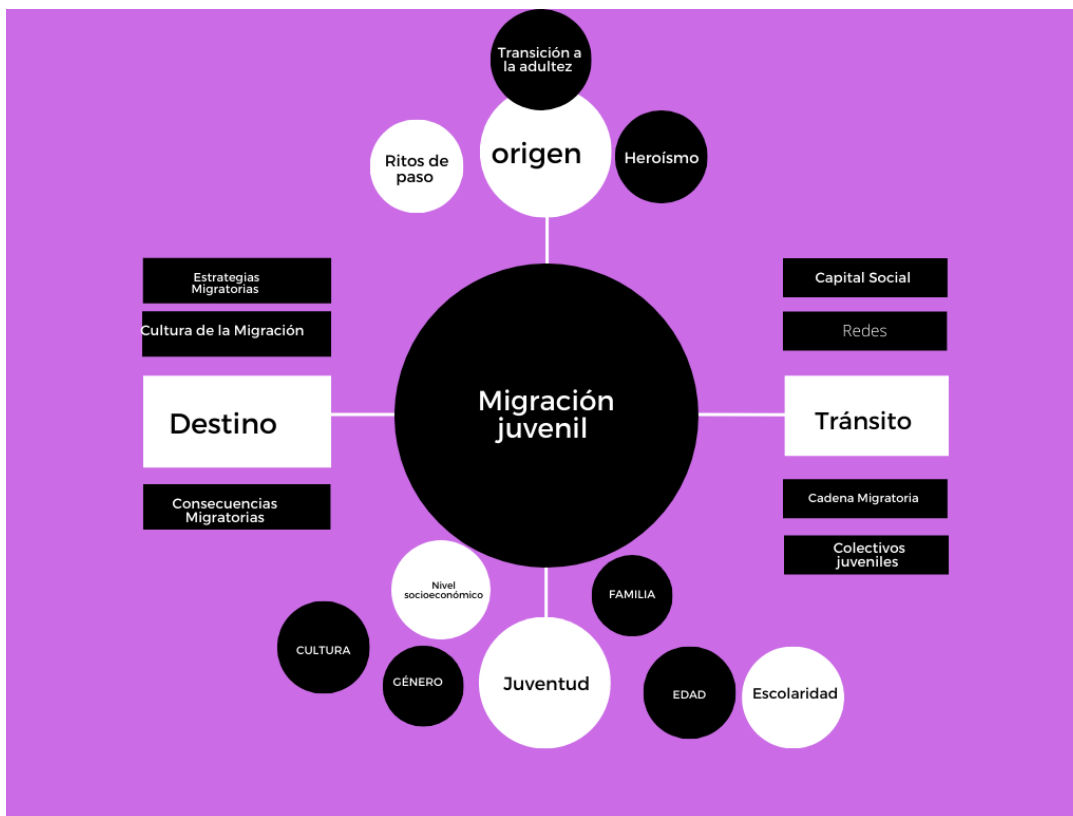 Transición a
la adultez
origen
Ritos de
paso
Heroísmo
Estrategias
Migratorias
Cultura de la Migración
Destino
Consecuencias
Migratorias
Migración
juvenil
Capital Social
Redes
Tránsito
Cadena Migratoria
Colectivos
juveniles
Nivel
socioeconómico
FAMILIA
CULTURA
GÉNERO
Juventud
EDAD
Escolaridad